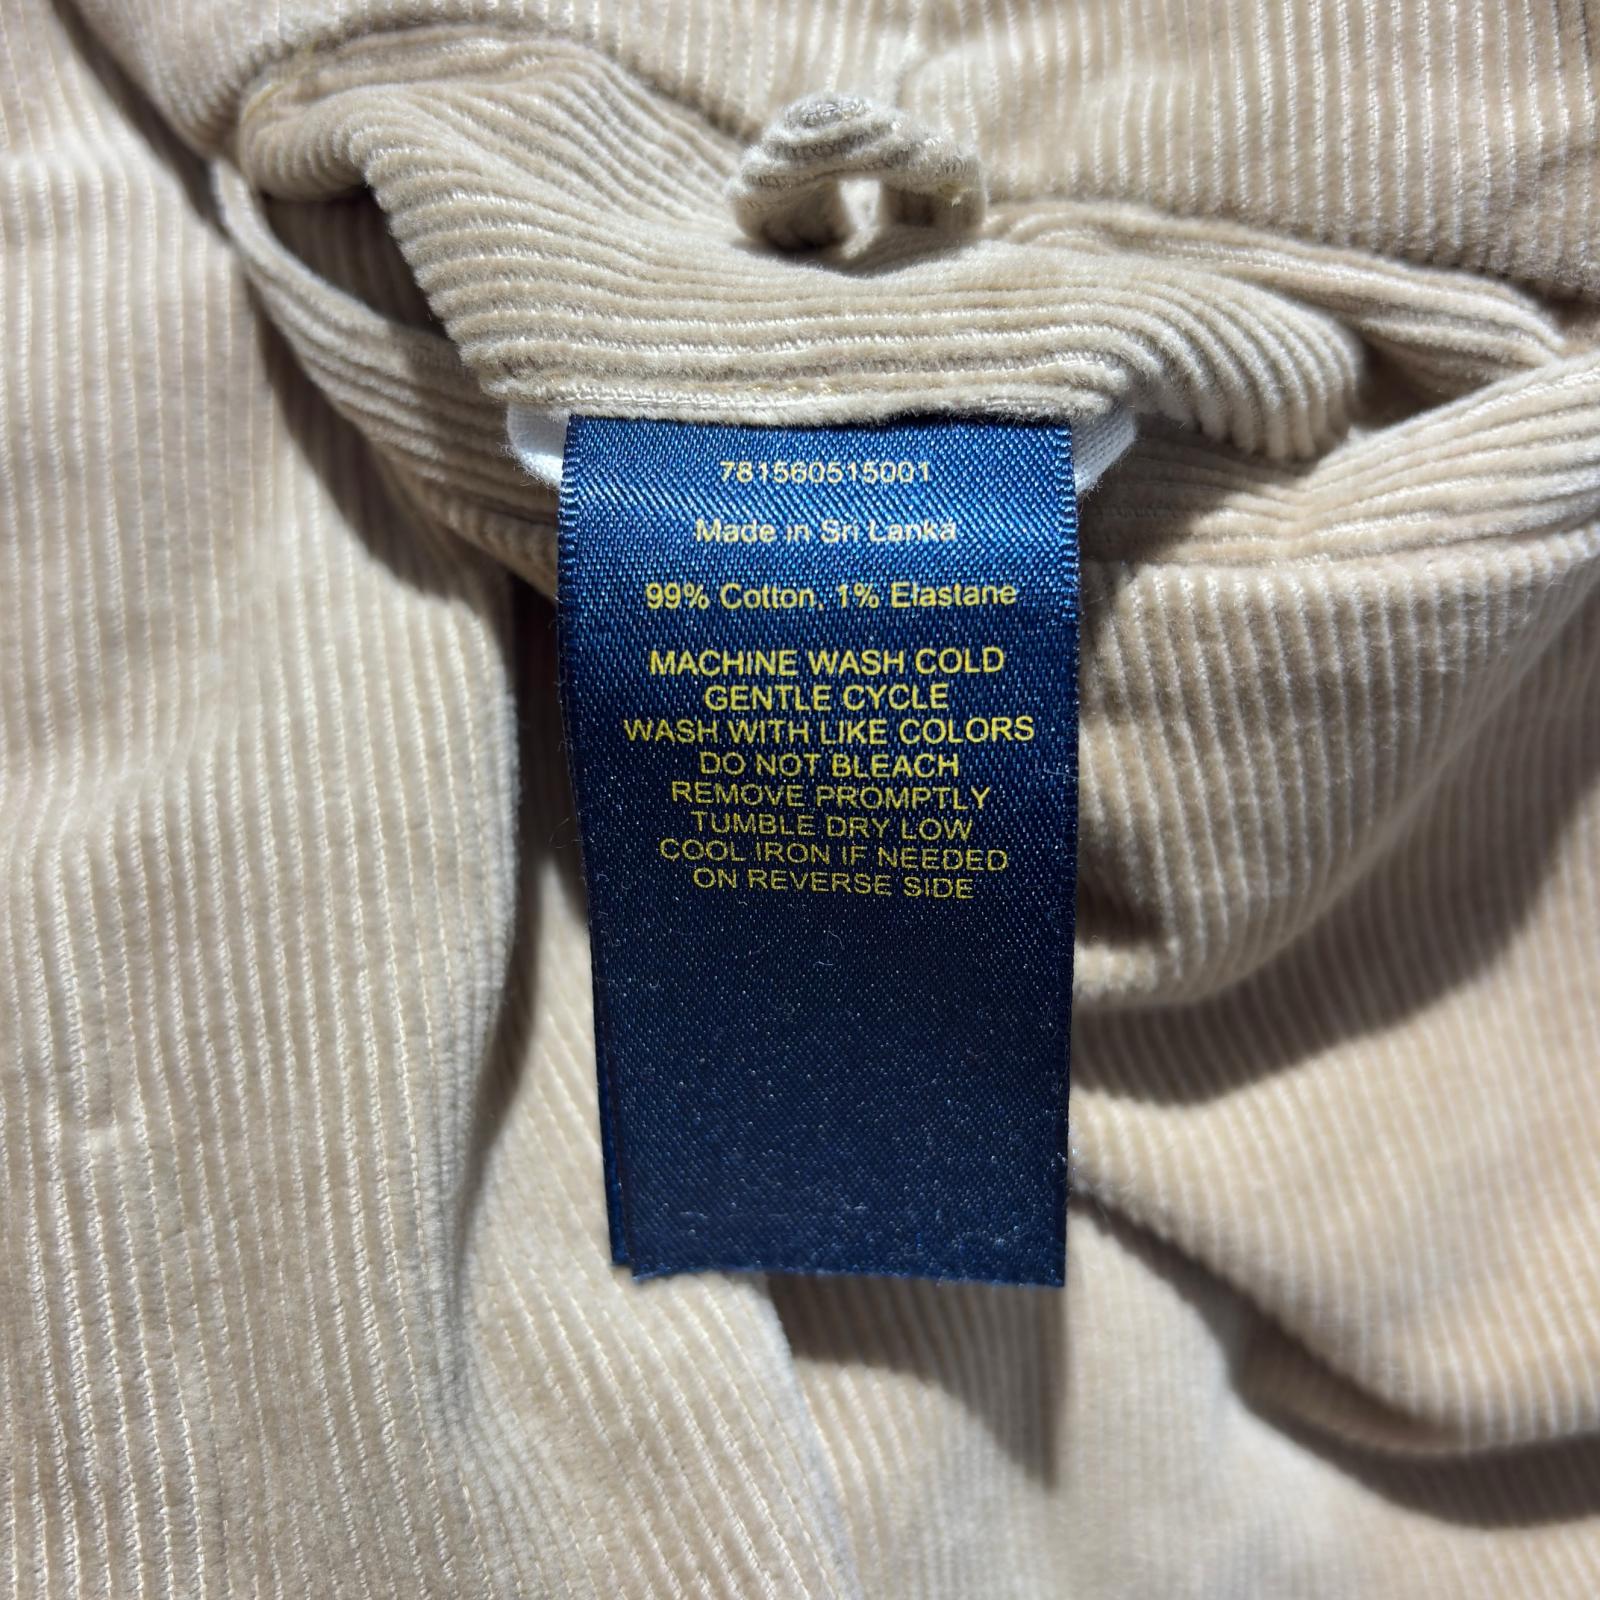 781560515001
Made in Sri Lanka
99% Cotton, 1% Elastane
MACHINE WASH COLD
GENTLE CYCLE
WASH WITH LIKE COLORS
DO NOT BLEACH
REMOVE PROMPTLY
TUMBLE DRY LOW
COOL IRON IF NEEDED
ON REVERSE SIDE